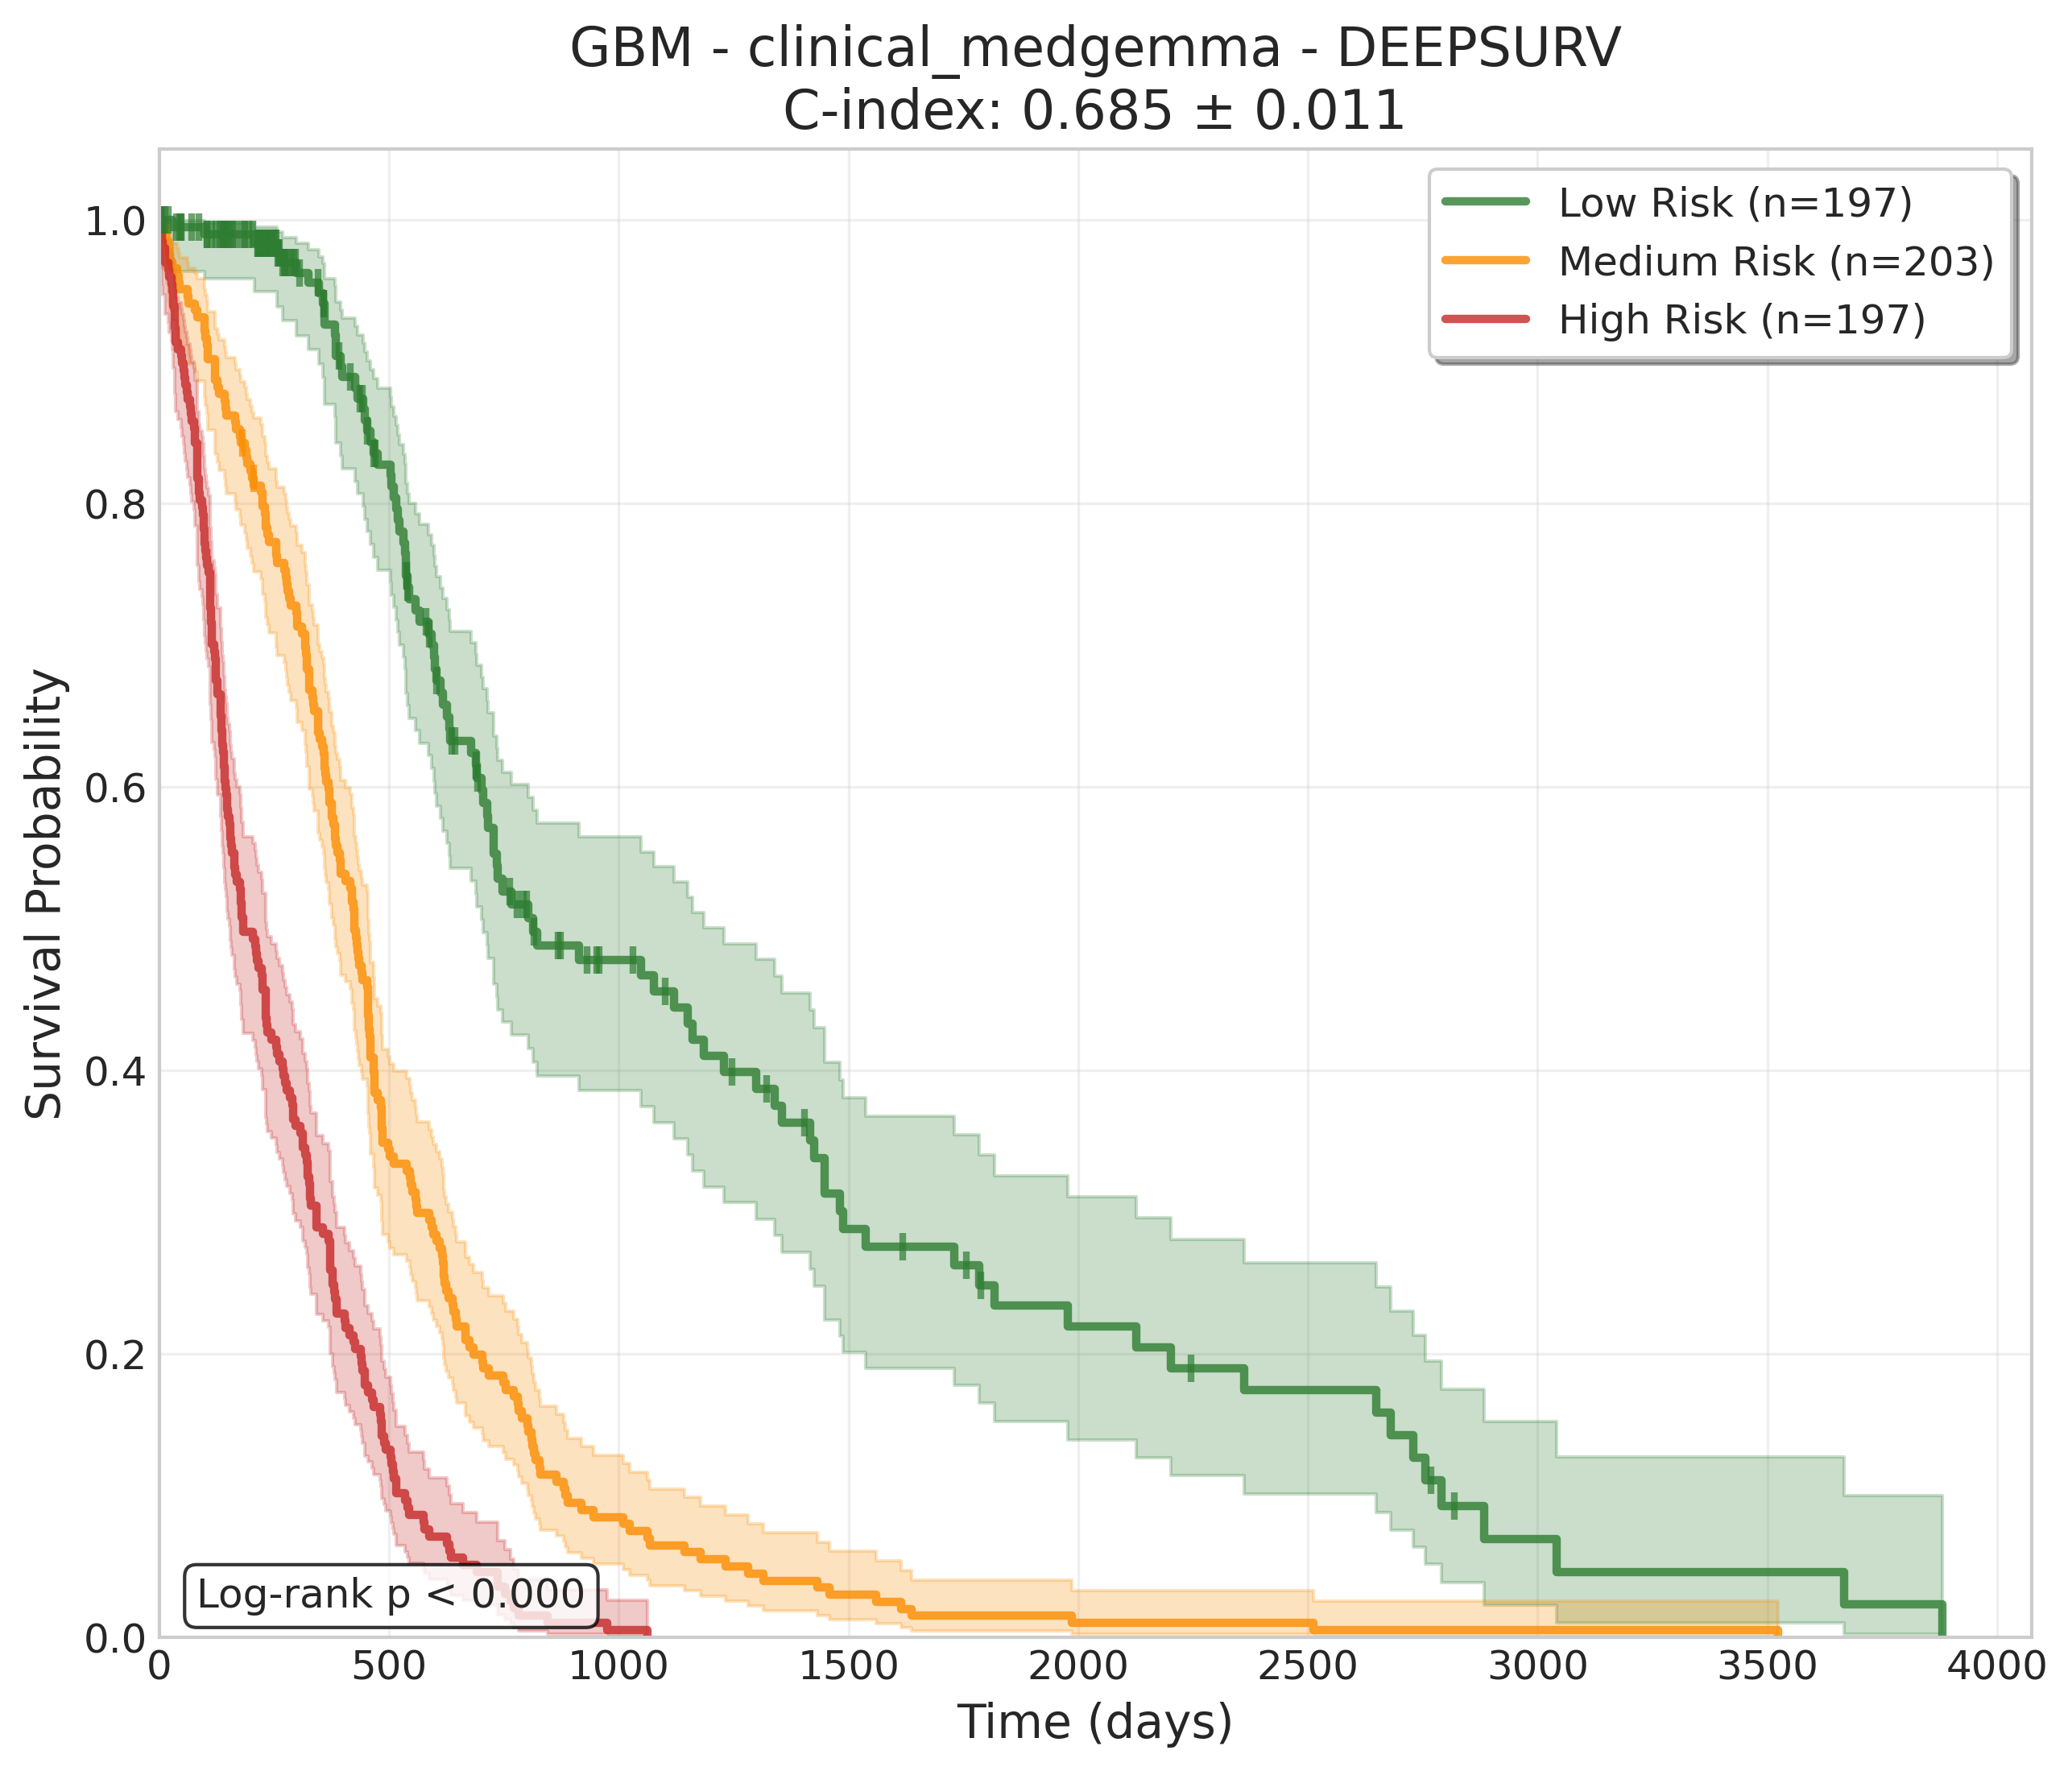 GBM - clinical_medgemma - DEEPSURV
C-index: 0.685 ± 0.011
Low Risk (n=197)
Medium Risk (n=203)
High Risk (n=197)
Survival Probability
1.0
0.8
0.6
0.4
0.2
0.0
Log-rank p < 0.000
0 500 1000 1500 2000 2500 3000 3500 4000
Time (days)